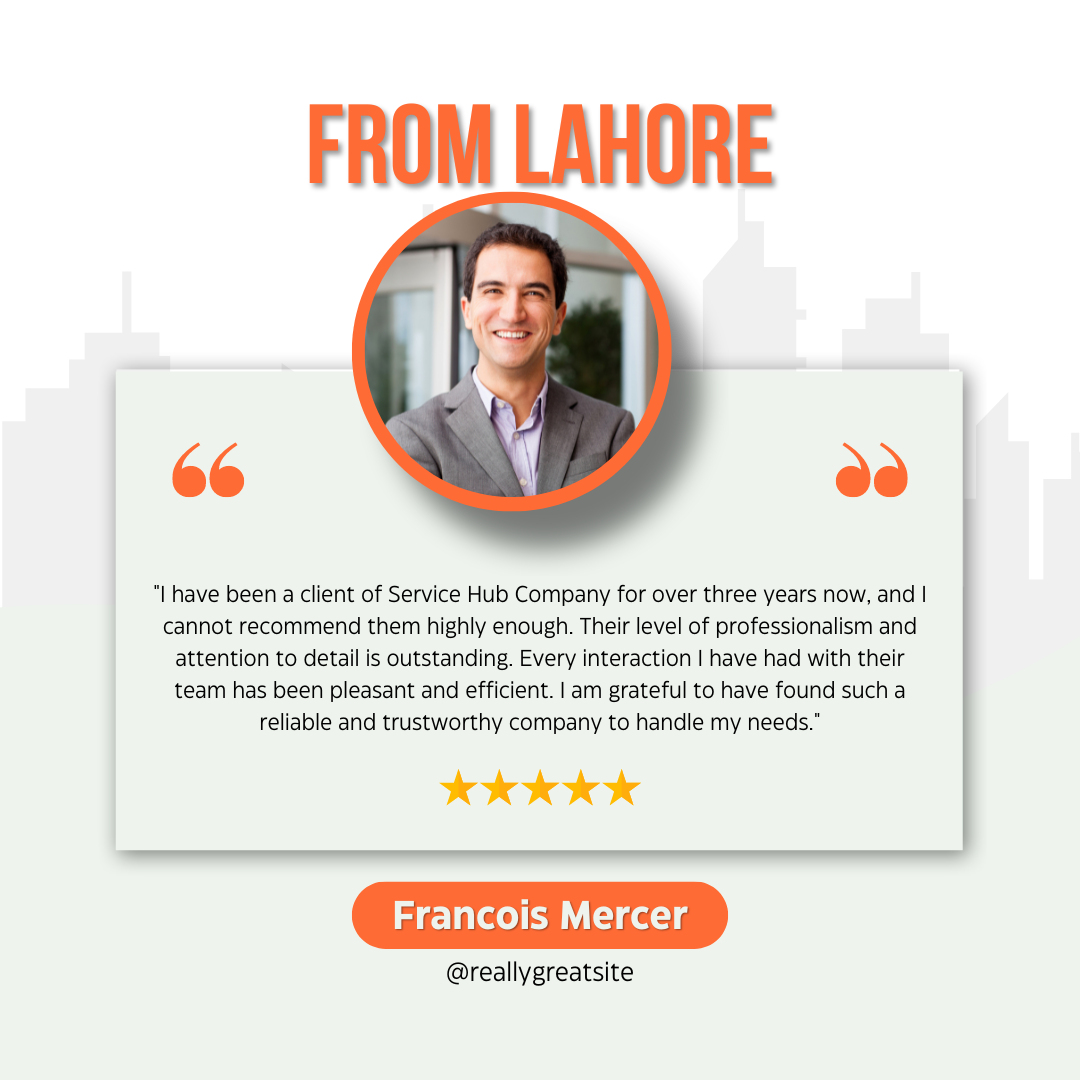 FROM LAHORE
"I have been a client of Service Hub Company for over three years now, and I
cannot recommend them highly enough. Their level of professionalism and
attention to detail is outstanding. Every interaction I have had with their
team has been pleasant and efficient. I am grateful to have found such a
reliable and trustworthy company to handle my needs."
Francois Mercer
@reallygreatsite